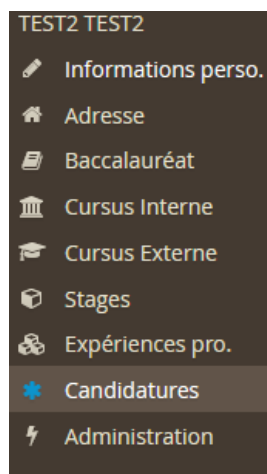 TEST2 TEST2
Informations perso.
Adresse
Baccalauréat
Cursus Interne
Cursus Externe
Stages
Expériences pro.
Candidatures
Administration